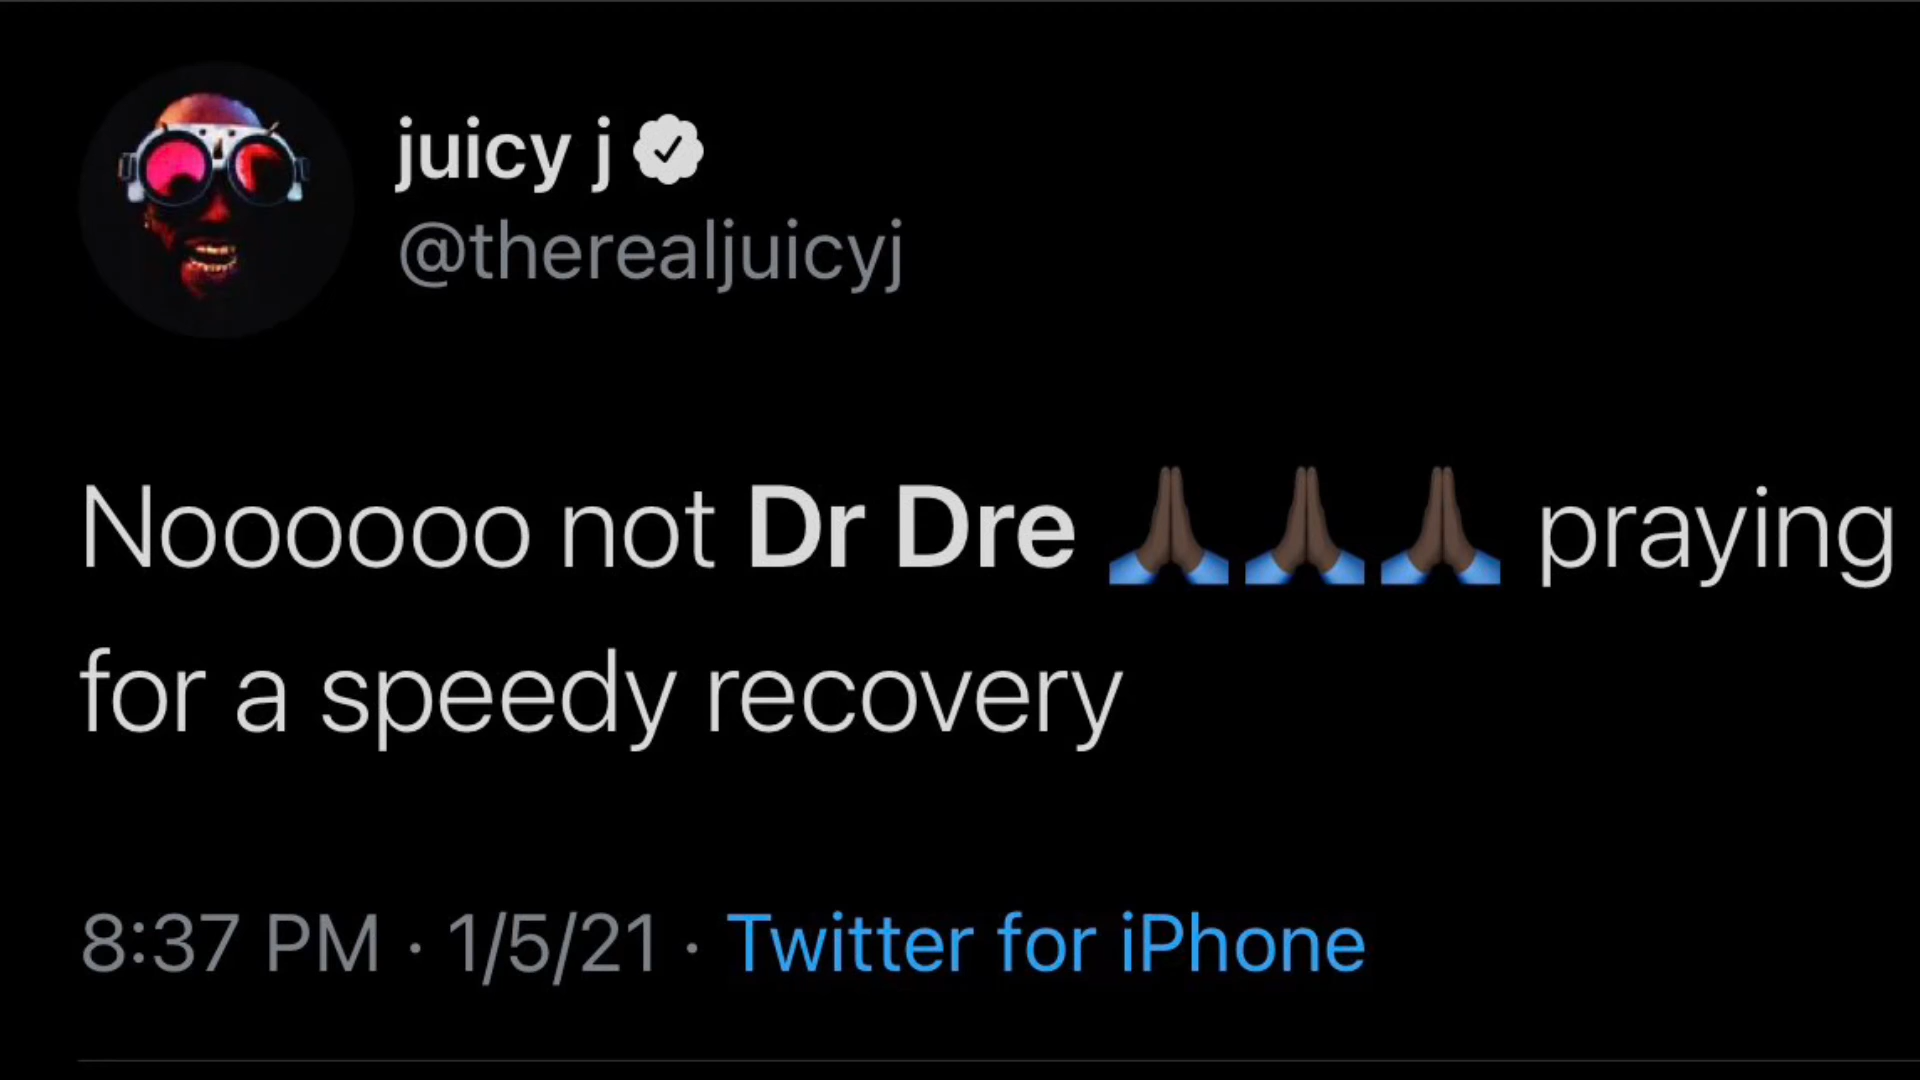 juicy j
@therealjuicyj
Noooooo not Dr Dre 🙏🏿🙏🏿🙏🏿 praying
for a speedy recovery
8:37 PM · 1/5/21 · Twitter for iPhone